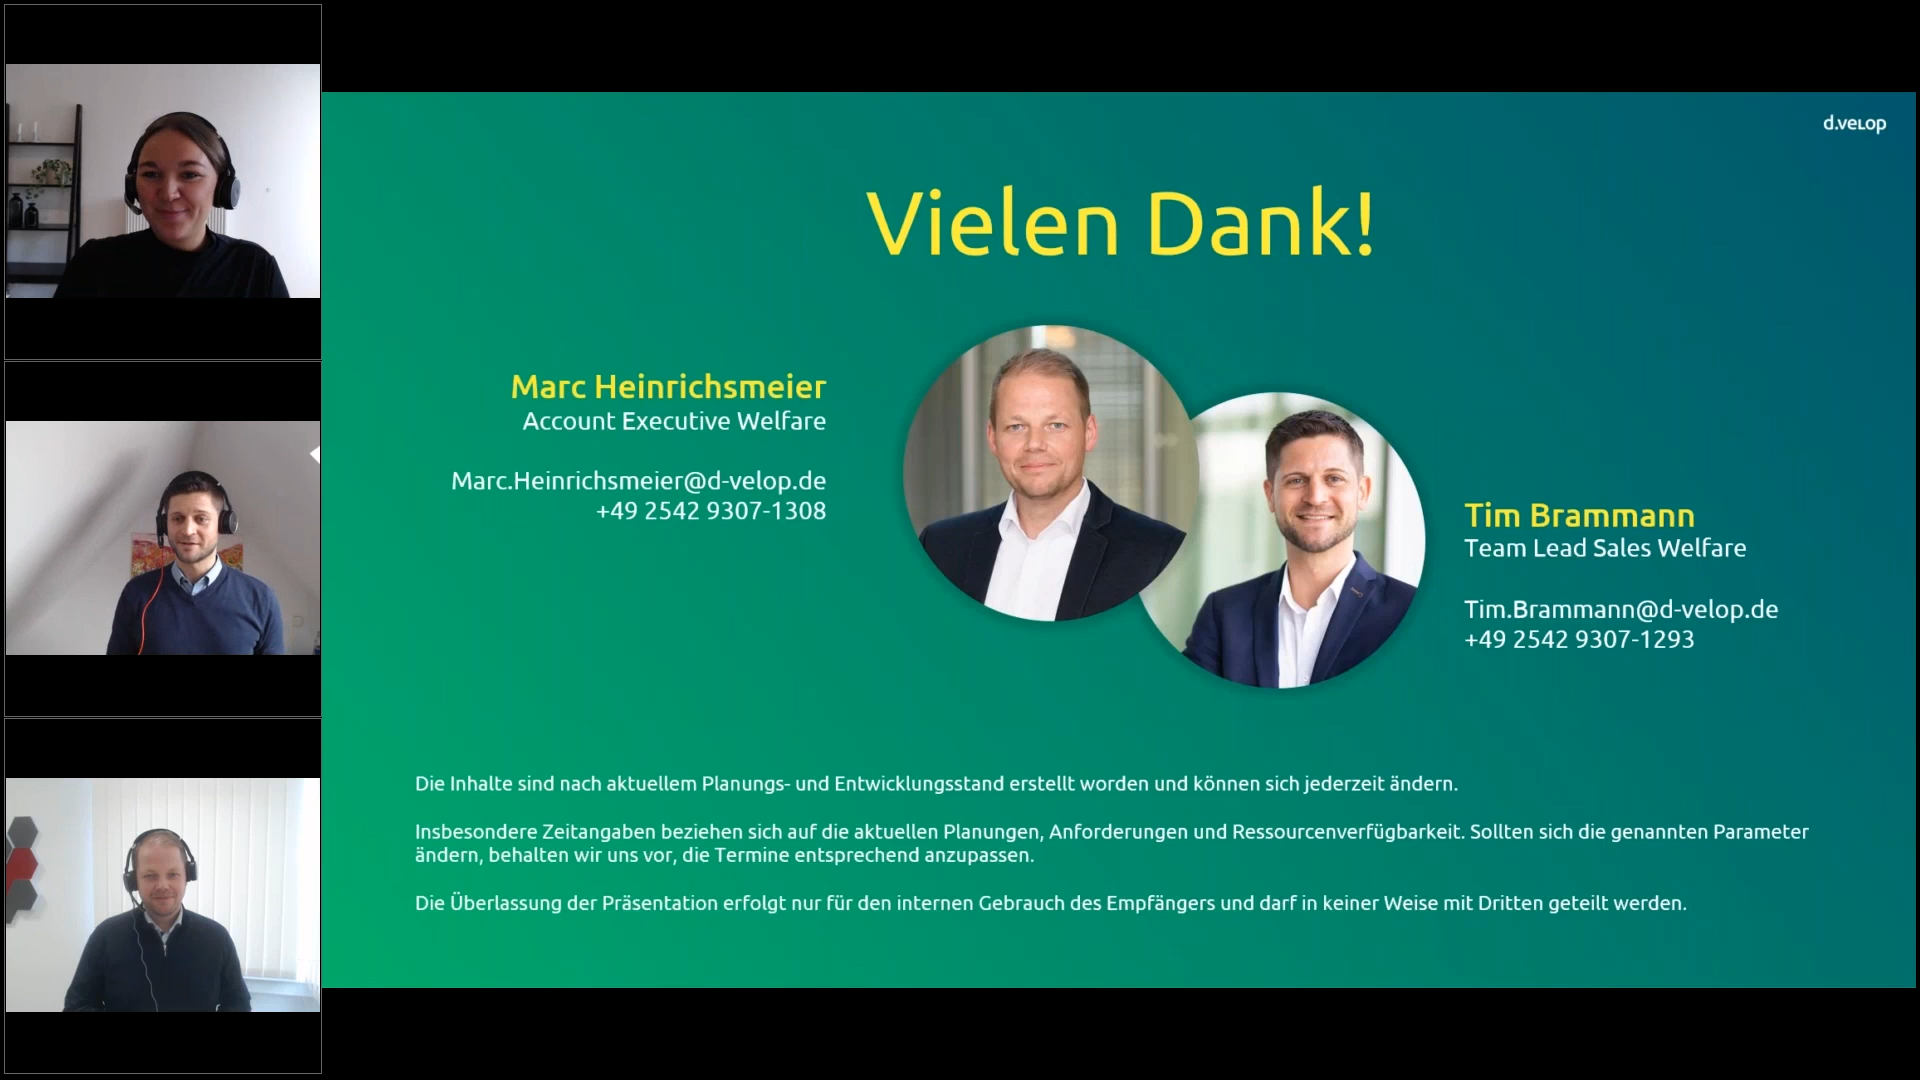 d.velop
Vielen Dank!
Marc Heinrichsmeier
Account Executive Welfare
Marc.Heinrichsmeier@d-velop.de
+49 2542 9307-1308
Tim Brammann
Team Lead Sales Welfare
Tim.Brammann@d-velop.de
+49 2542 9307-1293
Die Inhalte sind nach aktuellem Planungs- und Entwicklungsstand erstellt worden und können sich jederzeit ändern.
Insbesondere Zeitangaben beziehen sich auf die aktuellen Planungen, Anforderungen und Ressourcenverfügbarkeit. Sollten sich die genannten Parameter
ändern, behalten wir uns vor, die Termine entsprechend anzupassen.
Die Überlassung der Präsentation erfolgt nur für den internen Gebrauch des Empfängers und darf in keiner Weise mit Dritten geteilt werden.